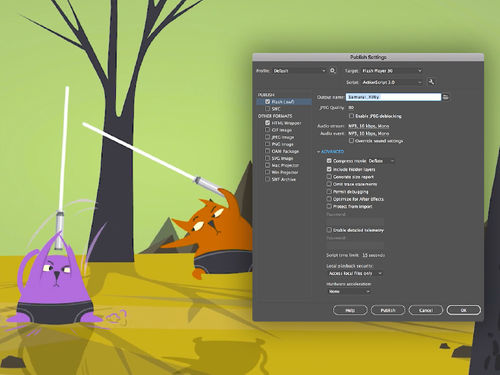 Publish Settings
Profile: Default
Target: Flash Player 30
Script: ActionScript 3.0
PUBLISH
Flash (.swf)
SWC
OTHER FORMATS
HTML Wrapper
GIF Image
JPEG Image
PNG Image
OAM Package
SVG Image
Mac Projector
Win Projector
SWF Archive
Output name: Samurai_Kitty
JPEG Quality: 80
Enable JPEG deblocking
Audio stream: MP3, 16 kbps, Mono
Audio event: MP3, 16 kbps, Mono
Override sound settings
ADVANCED
Compress movie: Deflate
Include hidden layers
Generate size report
Omit trace statements
Permit debugging
Optimize for After Effects
Protect from import
Password:
Enable detailed telemetry
Password:
Script time limit: 15 seconds
Local playback security:
Access local files only
Hardware acceleration:
None
Help
Publish
Cancel
OK